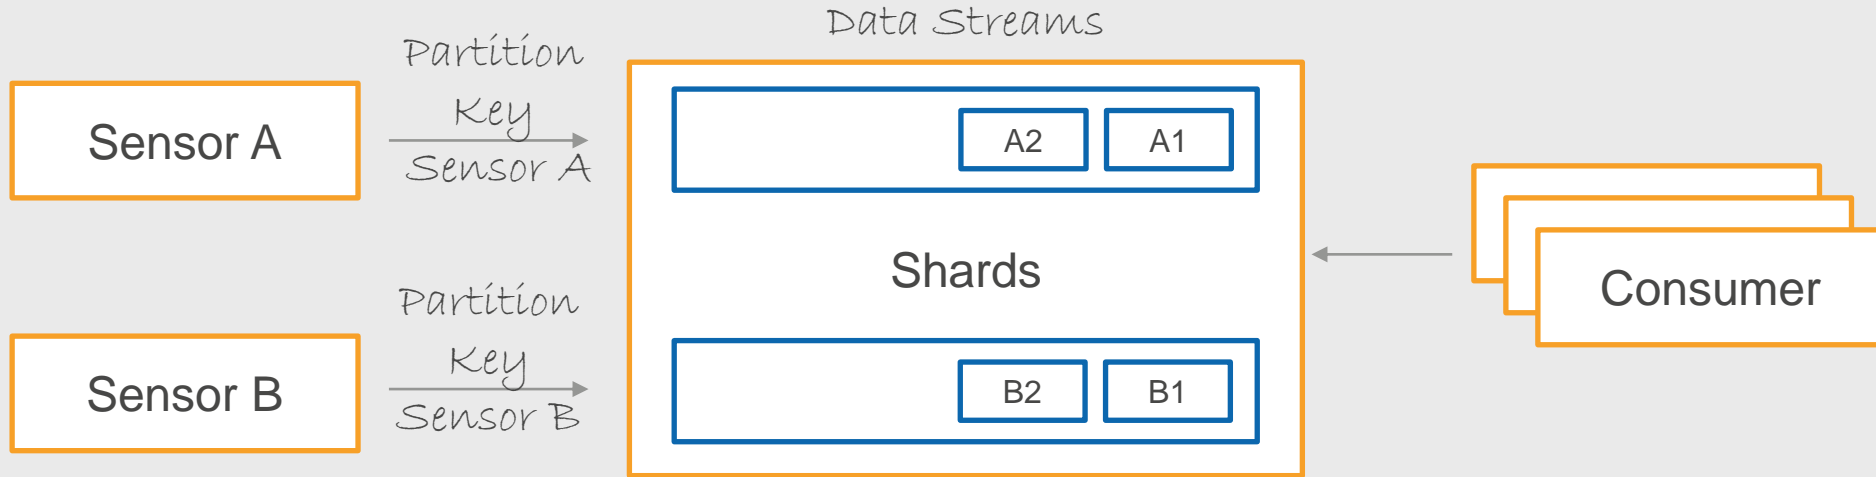 Data Streams
Partition
Key
Sensor A
Sensor A
A2
A1
Shards
Consumer
Partition
Key
Sensor B
Sensor B
B2
B1